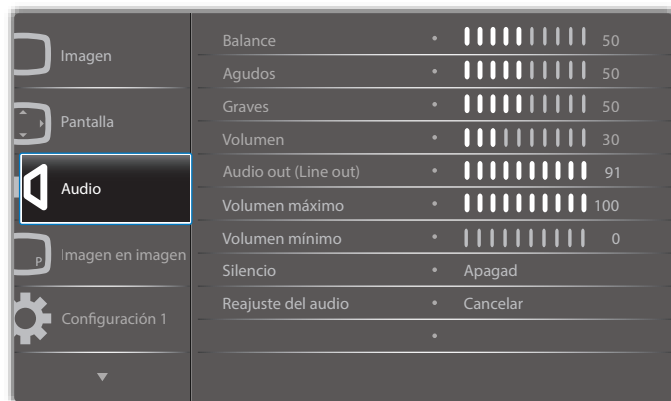 Imagen
Pantalla
Audio
P
Imagen en imagen
Configuración 1
Balance • 50
Agudos • 50
Graves • 50
Volumen • 30
Audio out (Line out) • 91
Volumen máximo • 100
Volumen mínimo • 0
Silencio • Apagad
Reajuste del audio • Cancelar
•